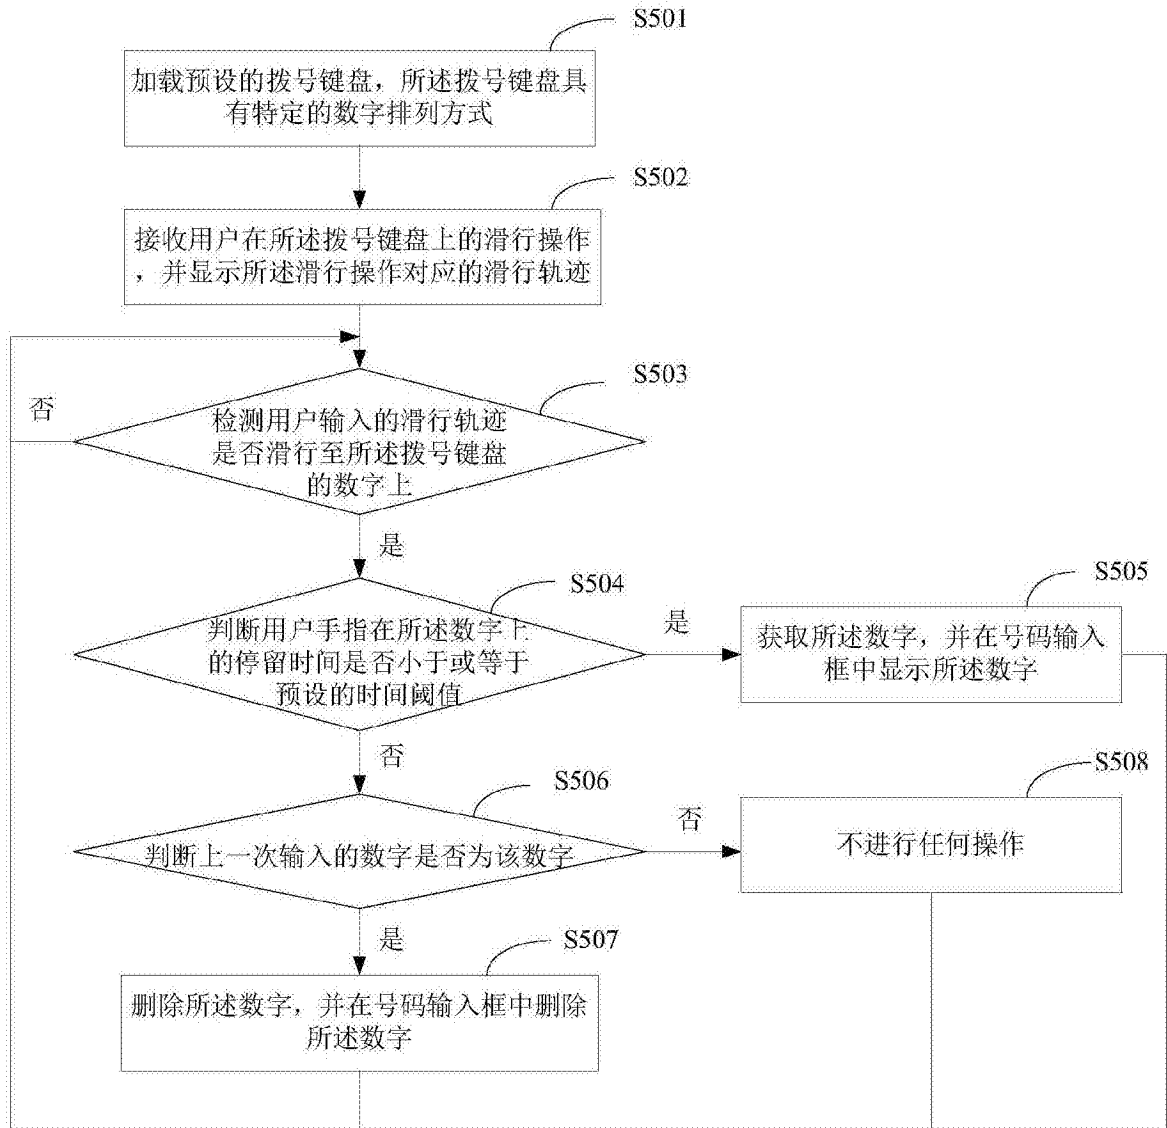 S501
加载预设的拨号键盘，所述拨号键盘具
有特定的数字排列方式
S502
接收用户在所述拨号键盘上的滑行操作
，并显示所述滑行操作对应的滑行轨迹
S503
否
检测用户输入的滑行轨迹
是否滑行至所述拨号键盘
的数字上
是
S504
判断用户手指在所述数字上
的停留时间是否小于或等于
预设的时间阈值
是
S505
获取所述数字，并在号码输入
框中显示所述数字
否
S506
判断上一次输入的数字是否为该数字
否
S508
不进行任何操作
是
S507
删除所述数字，并在号码输入框中删除
所述数字